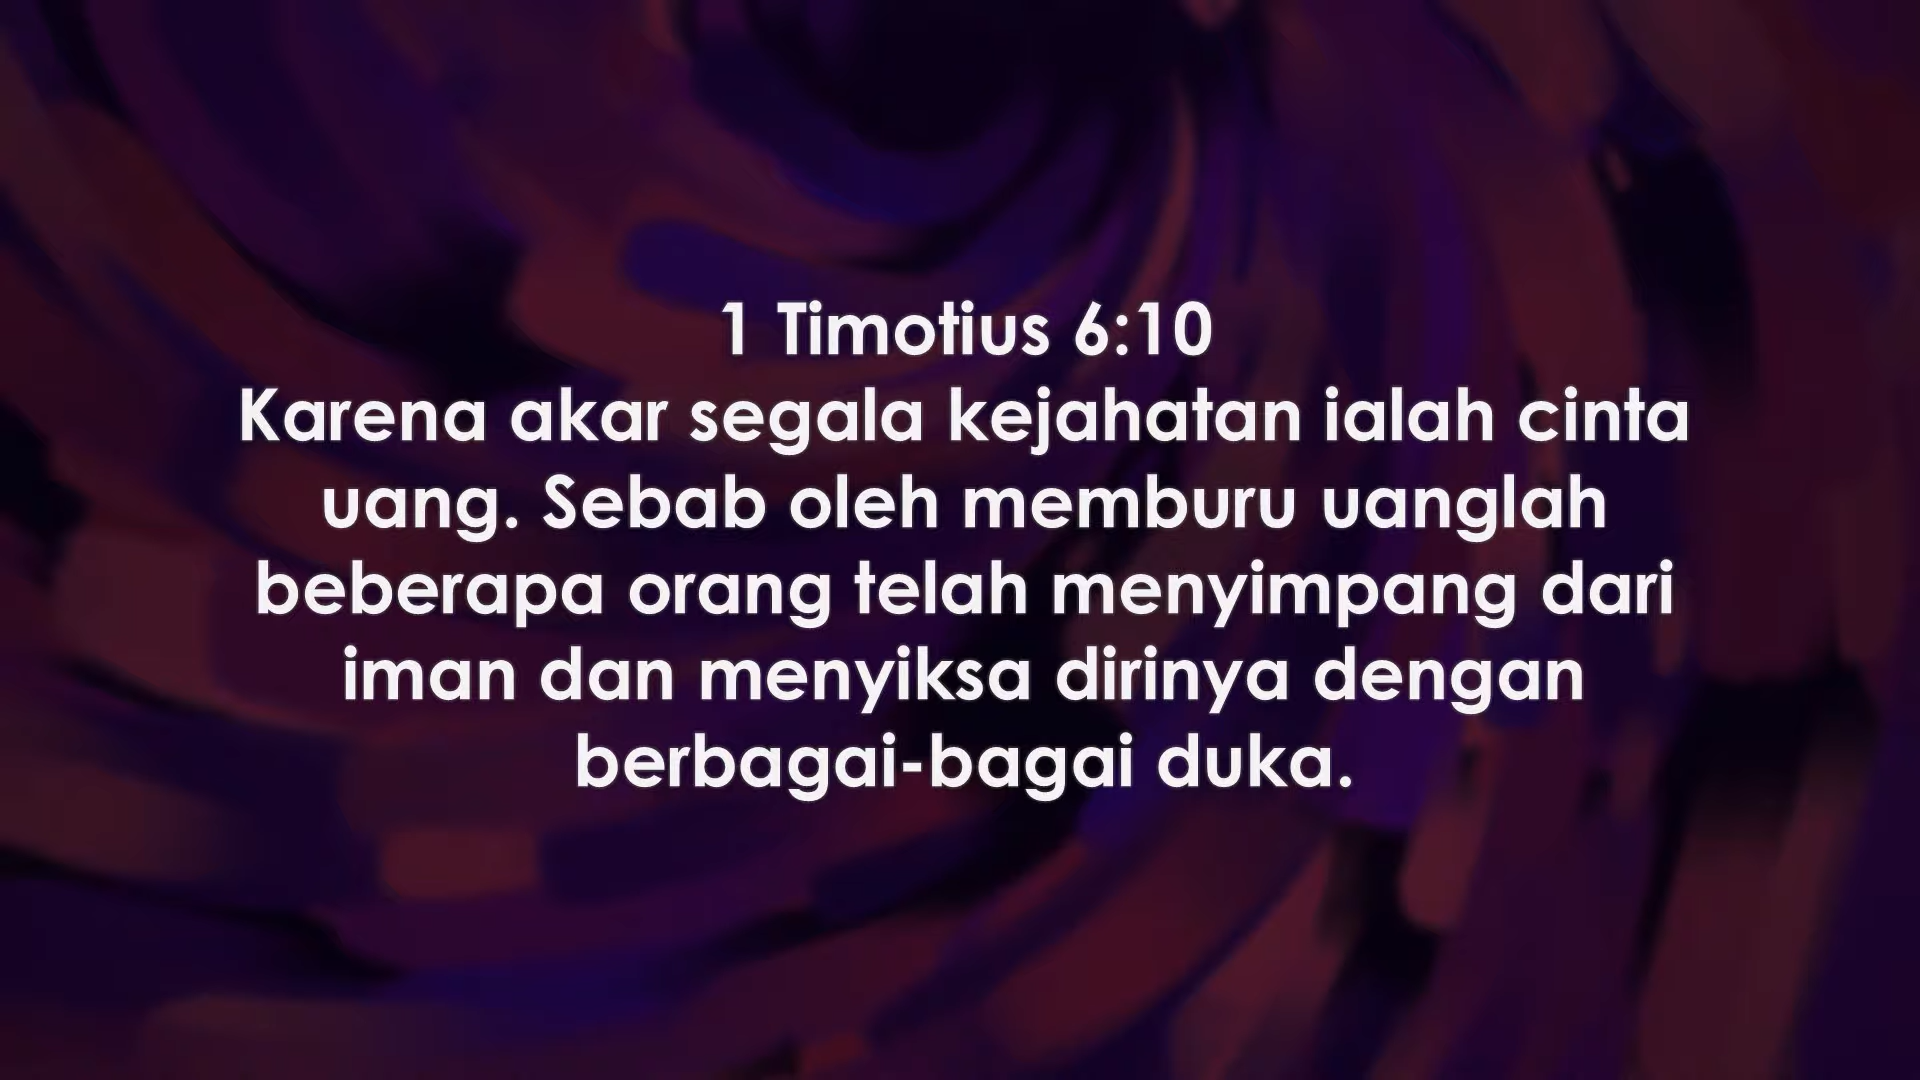 1 Timotius 6:10
Karena akar segala kejahatan ialah cinta
uang. Sebab oleh memburu uanglah
beberapa orang telah menyimpang dari
iman dan menyiksa dirinya dengan
berbagai-bagai duka.